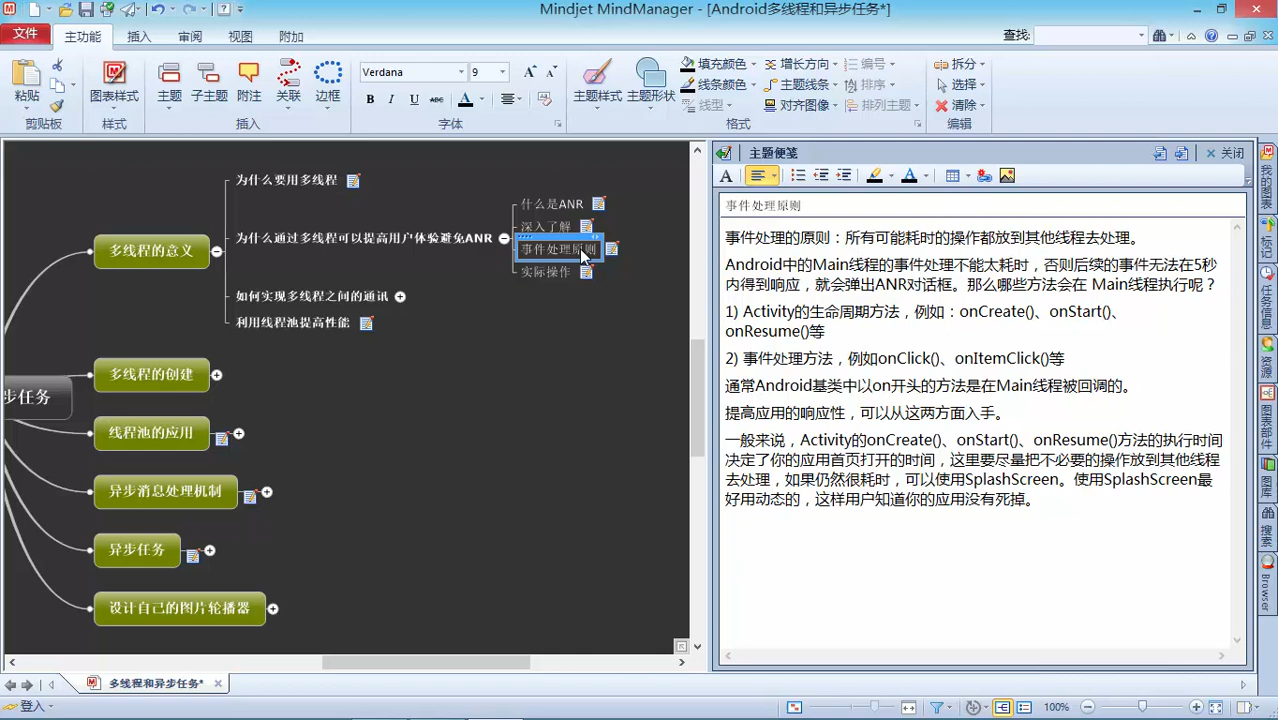 Mindjet MindManager - [Android多线程和异步任务*]
文件
主功能
插入
审阅
视图
附加
查找:
粘贴
图表样式
主题
子主题
附注
关联
边框
Verdana
9
B I U ABC A
主题样式
主题形状
填充颜色
线条颜色
线型
增长方向
主题线条
对齐图像
编号
排序
排列主题
拆分
选择
清除
剪贴板
样式
插入
字体
格式
编辑
步任务
多线程的意义
为什么要用多线程
为什么通过多线程可以提高用户体验避免ANR
什么是ANR
深入了解
事件处理原则
实际操作
如何实现多线程之间的通讯
利用线程池提高性能
多线程的创建
线程池的应用
异步消息处理机制
异步任务
设计自己的图片轮播器
主题便笺
关闭
事件处理原则
事件处理的原则：所有可能耗时的操作都放到其他线程去处理。
Android中的Main线程的事件处理不能太耗时，否则后续的事件无法在5秒
内得到响应，就会弹出ANR对话框。那么哪些方法会在 Main线程执行呢？
1) Activity的生命周期方法，例如：onCreate()、onStart()、
onResume()等
2) 事件处理方法，例如onClick()、onItemClick()等
通常Android基类中以on开头的方法是在Main线程被回调的。
提高应用的响应性，可以从这两方面入手。
一般来说，Activity的onCreate()、onStart()、onResume()方法的执行时间
决定了你的应用首页打开的时间，这里要尽量把不必要的操作放到其他线程
去处理，如果仍然很耗时，可以使用SplashScreen。使用SplashScreen最
好用动态的，这样用户知道你的应用没有死掉。
我的图表
标记
任务信息
资源
图表部件
图库
搜索
Browser
多线程和异步任务*
登入
100%